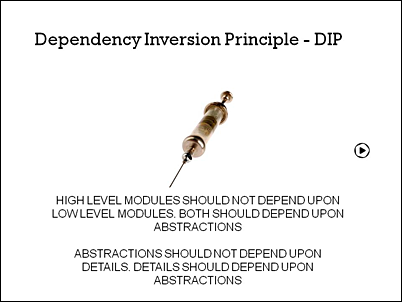 Dependency Inversion Principle - DIP
HIGH LEVEL MODULES SHOULD NOT DEPEND UPON
LOW LEVEL MODULES. BOTH SHOULD DEPEND UPON
ABSTRACTIONS
ABSTRACTIONS SHOULD NOT DEPEND UPON
DETAILS. DETAILS SHOULD DEPEND UPON
ABSTRACTIONS